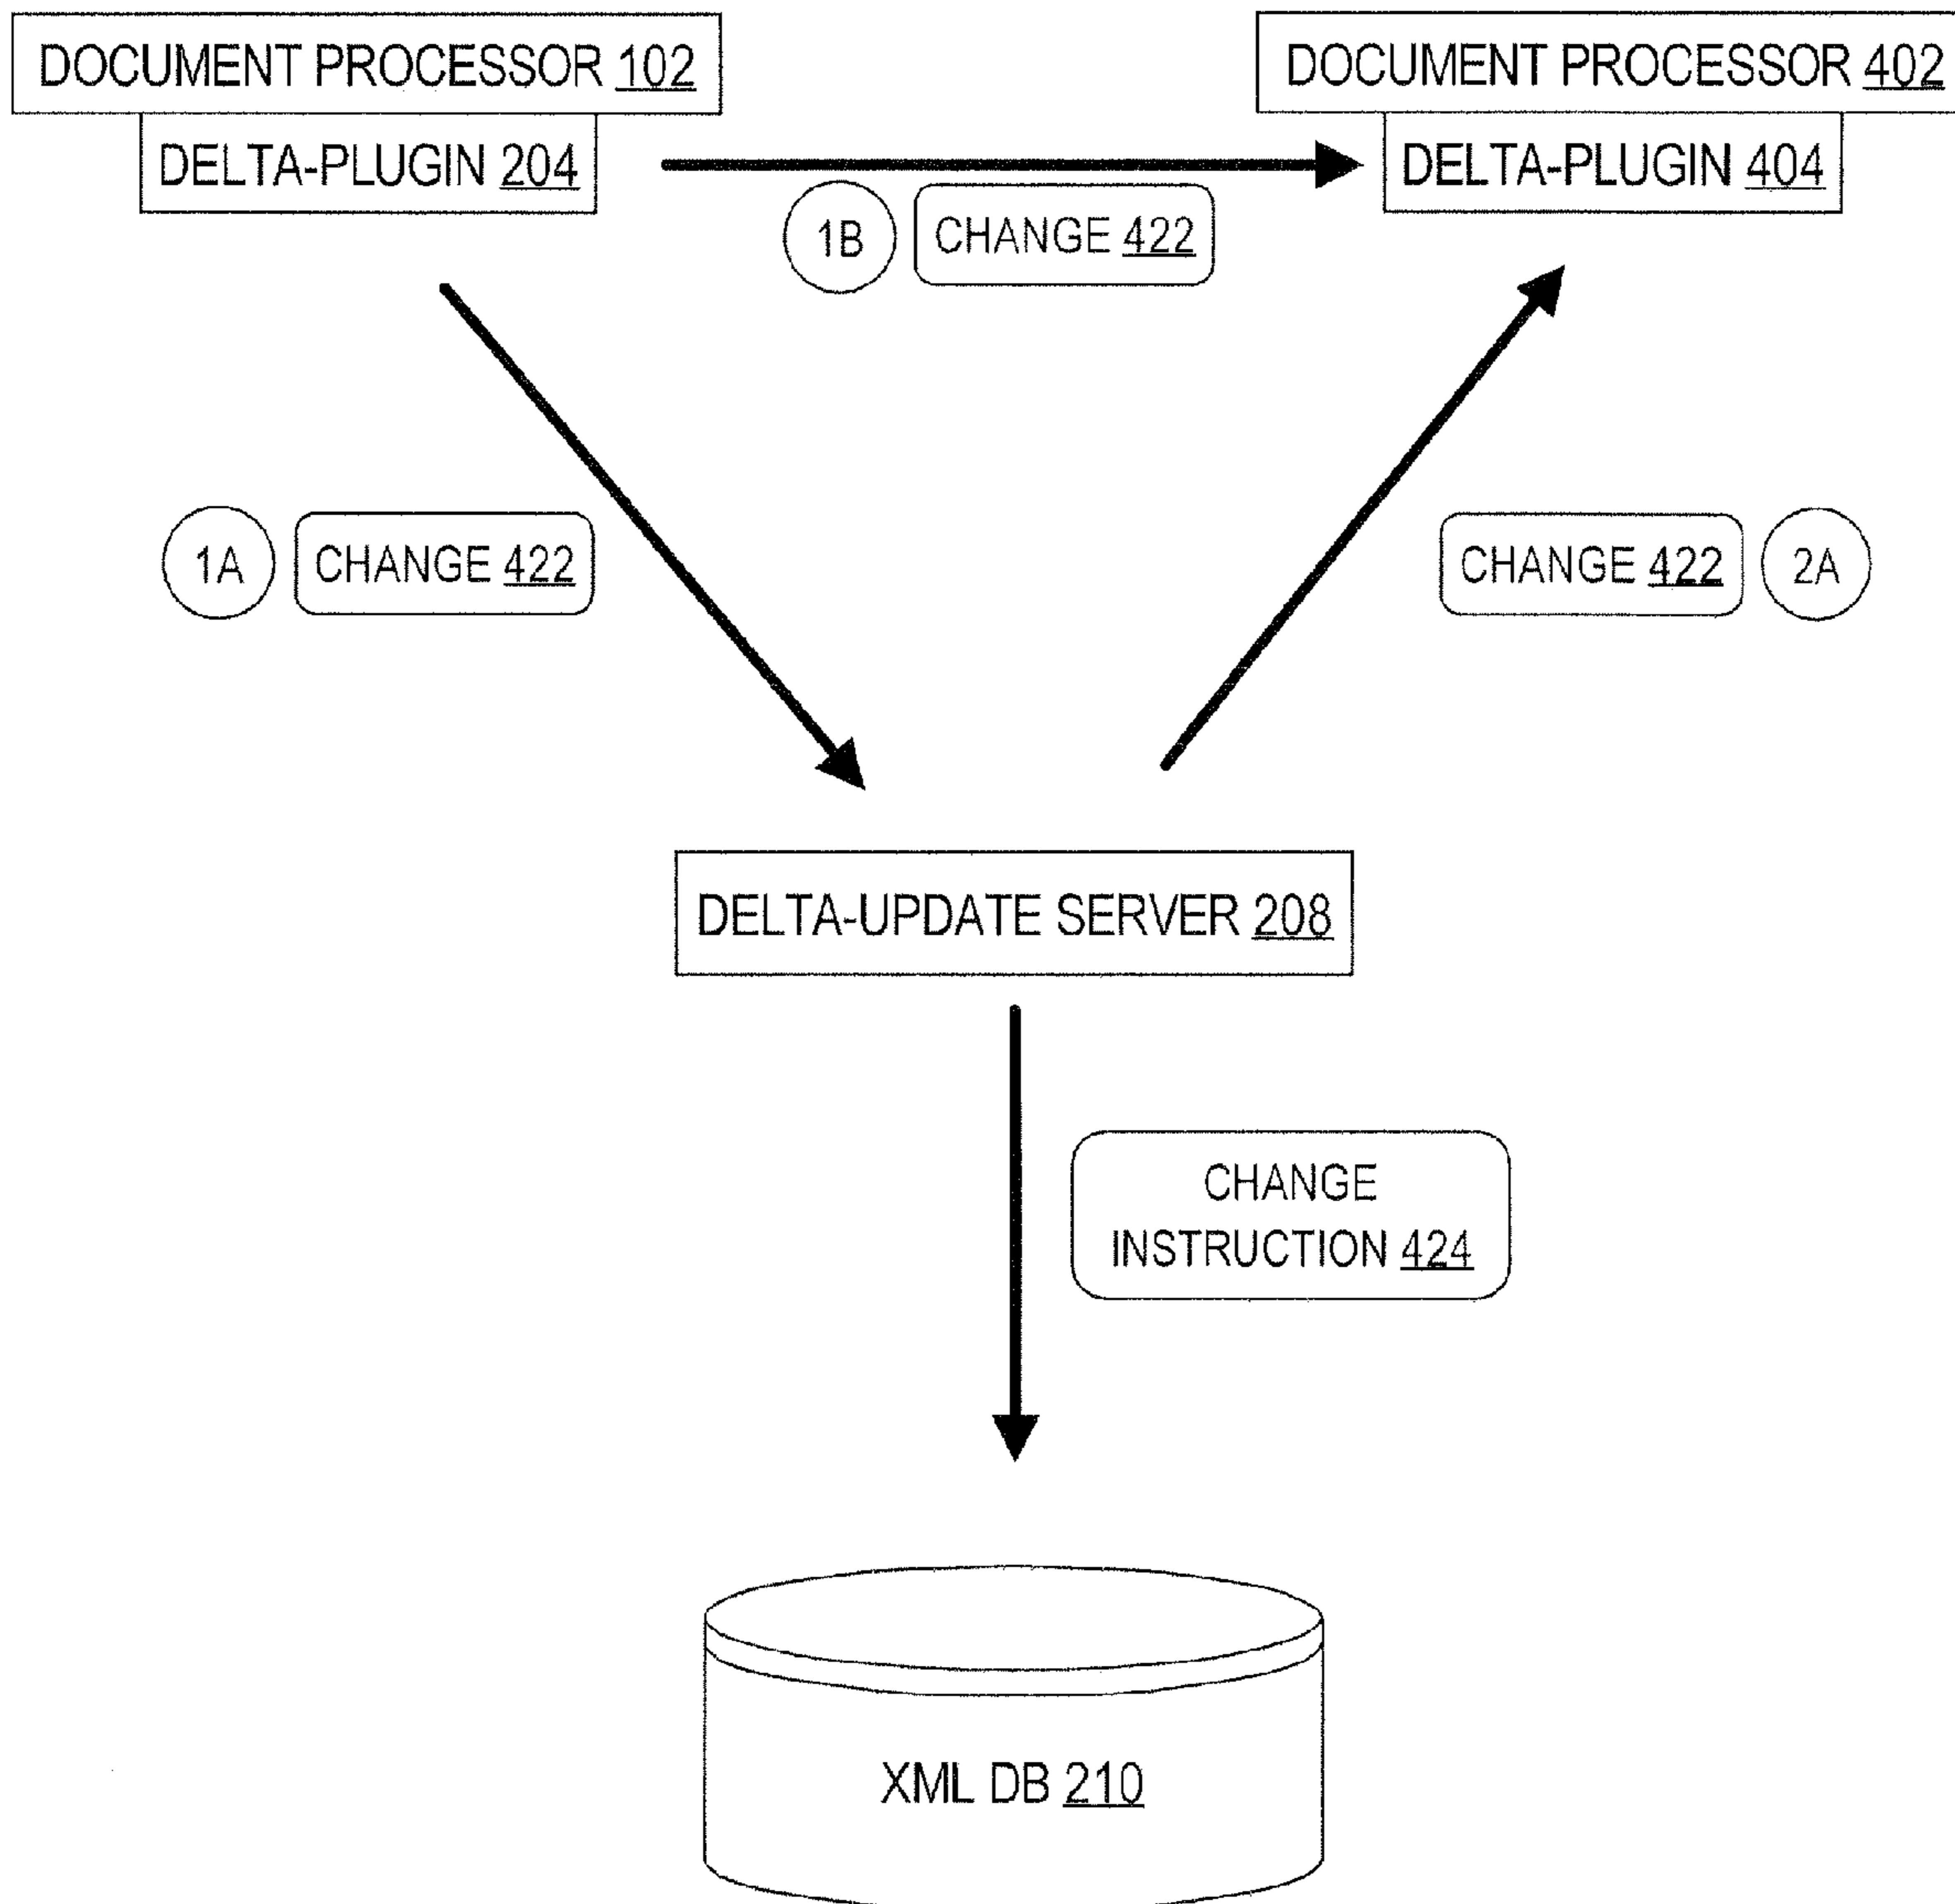 DOCUMENT PROCESSOR 102
DELTA-PLUGIN 204
DOCUMENT PROCESSOR 402
DELTA-PLUGIN 404
1B
CHANGE 422
1A
CHANGE 422
CHANGE 422
2A
DELTA-UPDATE SERVER 208
CHANGE
INSTRUCTION 424
XML DB 210